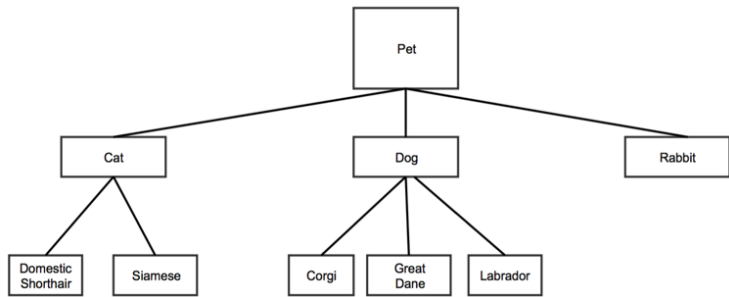 Pet
Cat
Dog
Rabbit
Domestic
Shorthair
Siamese
Corgi
Great
Dane
Labrador